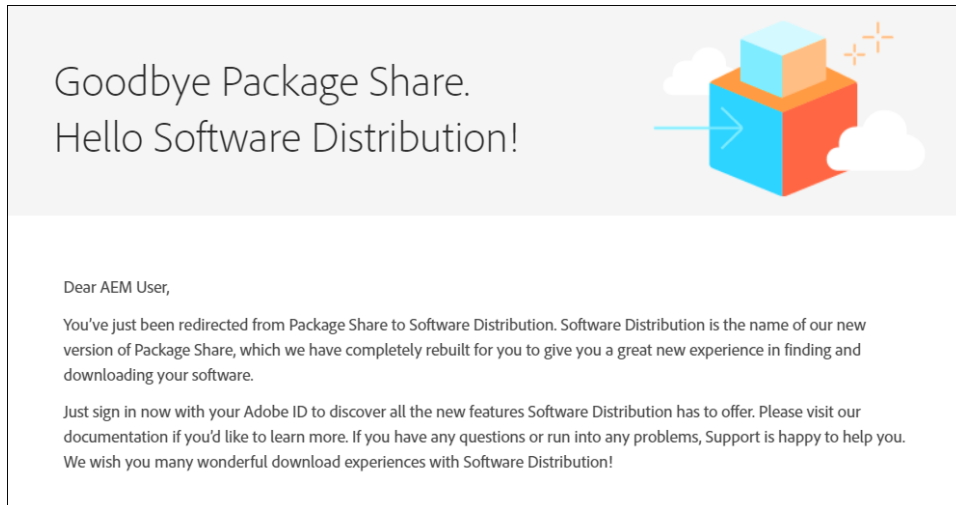 Goodbye Package Share.
Hello Software Distribution!
Dear AEM User,
You've just been redirected from Package Share to Software Distribution. Software Distribution is the name of our new
version of Package Share, which we have completely rebuilt for you to give you a great new experience in finding and
downloading your software.
Just sign in now with your Adobe ID to discover all the new features Software Distribution has to offer. Please visit our
documentation if you'd like to learn more. If you have any questions or run into any problems, Support is happy to help you.
We wish you many wonderful download experiences with Software Distribution!